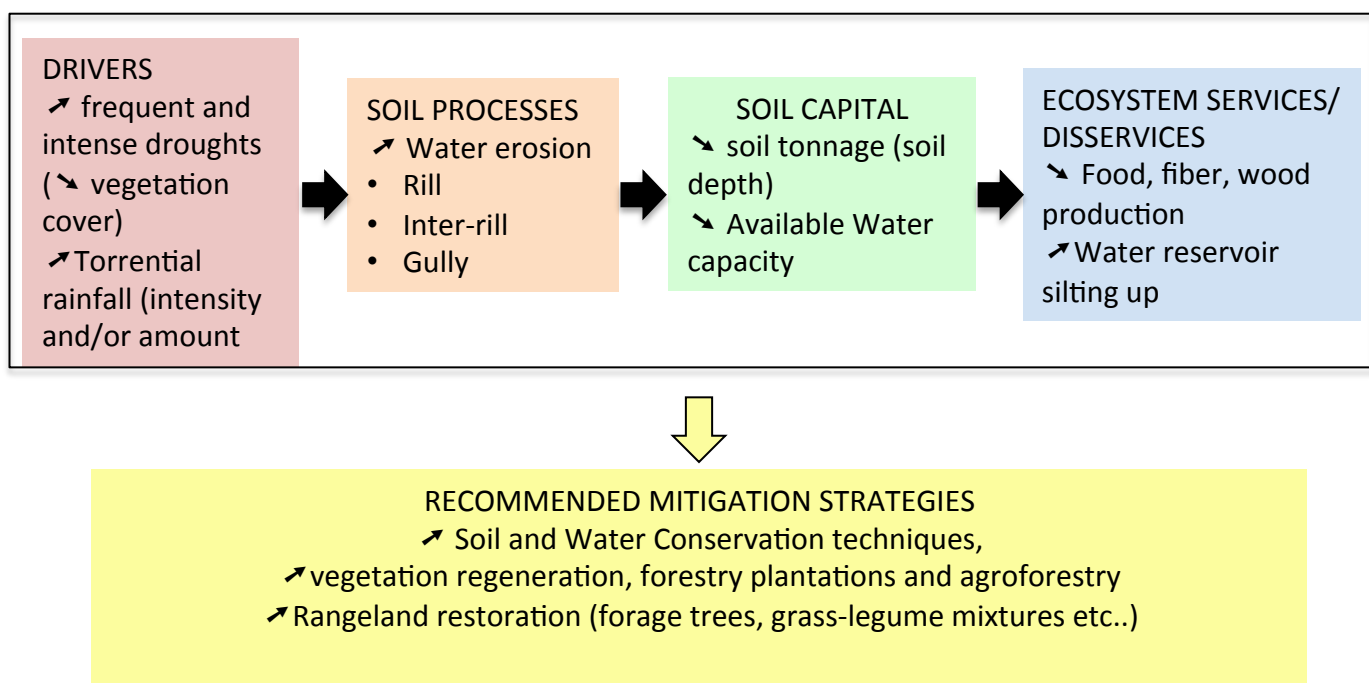 DRIVERS
↗ frequent and
intense droughts
(↘ vegetation
cover)
↗Torrential
rainfall (intensity
and/or amount
SOIL PROCESSES
↗ Water erosion
• Rill
• Inter-rill
• Gully
SOIL CAPITAL
↘ soil tonnage (soil
depth)
↘ Available Water
capacity
ECOSYSTEM SERVICES/
DISSERVICES
↘ Food, fiber, wood
production
↗Water reservoir
silting up
RECOMMENDED MITIGATION STRATEGIES
↗ Soil and Water Conservation techniques,
↗vegetation regeneration, forestry plantations and agroforestry
↗Rangeland restoration (forage trees, grass-legume mixtures etc..)